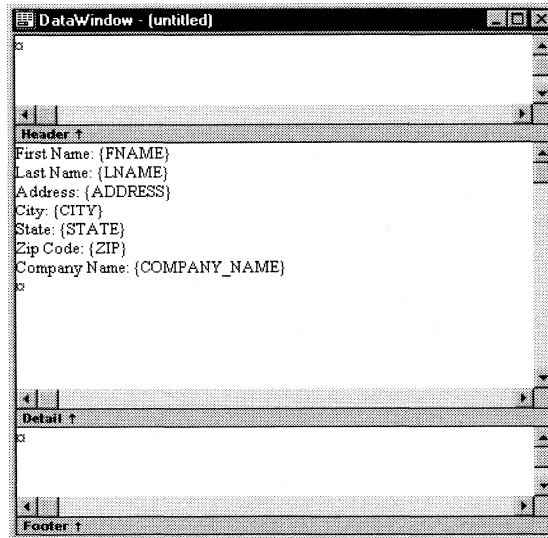 DataWindow - (untitled)
¤
Header ↑
First Name: {FNAME}
Last Name: {LNAME}
Address: {ADDRESS}
City: {CITY}
State: {STATE}
Zip Code: {ZIP}
Company Name: {COMPANY_NAME}
¤
Detail ↑
¤
Footer ↑